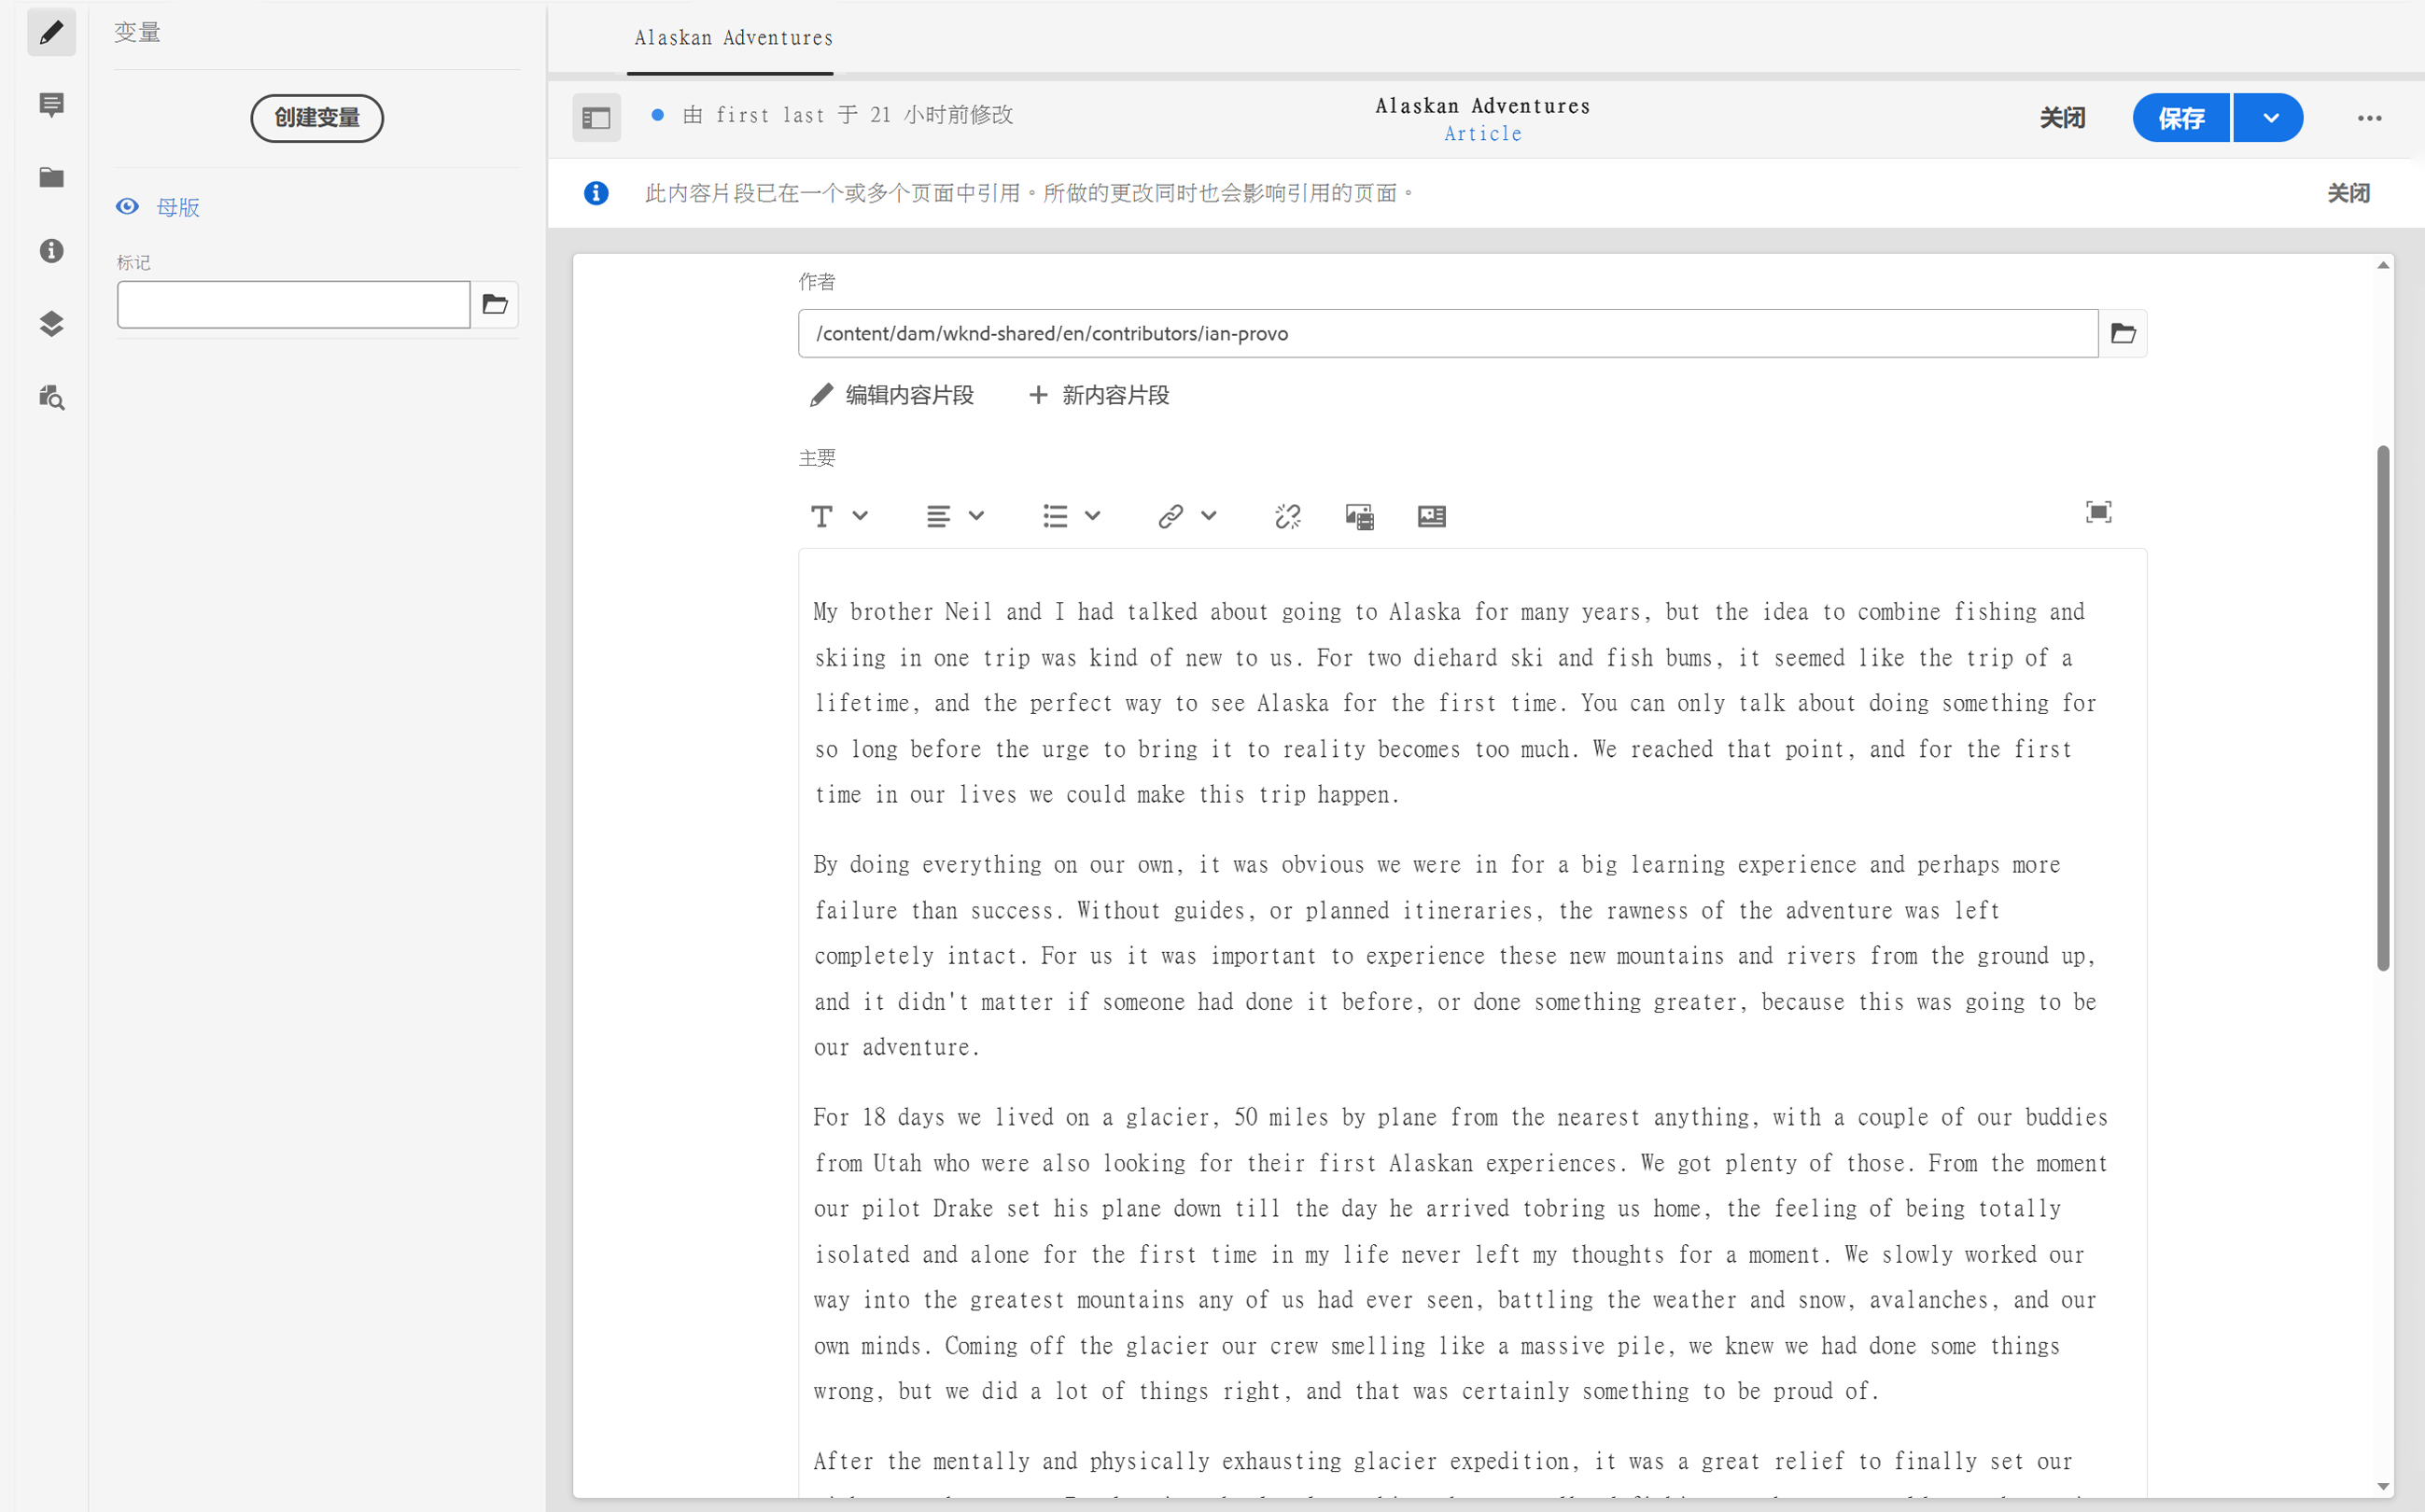 变量
创建变量
母版
标记
Alaskan Adventures
由 first last 于 21 小时前修改
Alaskan Adventures
Article
关闭
保存
此内容片段已在一个或多个页面中引用。所做的更改同时也会影响引用的页面。
关闭
作者
/content/dam/wknd-shared/en/contributors/ian-provo
编辑内容片段
新内容片段
主要
My brother Neil and I had talked about going to Alaska for many years, but the idea to combine fishing and
skiing in one trip was kind of new to us. For two diehard ski and fish bums, it seemed like the trip of a
lifetime, and the perfect way to see Alaska for the first time. You can only talk about doing something for
so long before the urge to bring it to reality becomes too much. We reached that point, and for the first
time in our lives we could make this trip happen.
By doing everything on our own, it was obvious we were in for a big learning experience and perhaps more
failure than success. Without guides, or planned itineraries, the rawness of the adventure was left
completely intact. For us it was important to experience these new mountains and rivers from the ground up,
and it didn't matter if someone had done it before, or done something greater, because this was going to be
our adventure.
For 18 days we lived on a glacier, 50 miles by plane from the nearest anything, with a couple of our buddies
from Utah who were also looking for their first Alaskan experiences. We got plenty of those. From the moment
our pilot Drake set his plane down till the day he arrived tobring us home, the feeling of being totally
isolated and alone for the first time in my life never left my thoughts for a moment. We slowly worked our
way into the greatest mountains any of us had ever seen, battling the weather and snow, avalanches, and our
own minds. Coming off the glacier our crew smelling like a massive pile, we knew we had done some things
wrong, but we did a lot of things right, and that was certainly something to be proud of.
After the mentally and physically exhausting glacier expedition, it was a great relief to finally set our